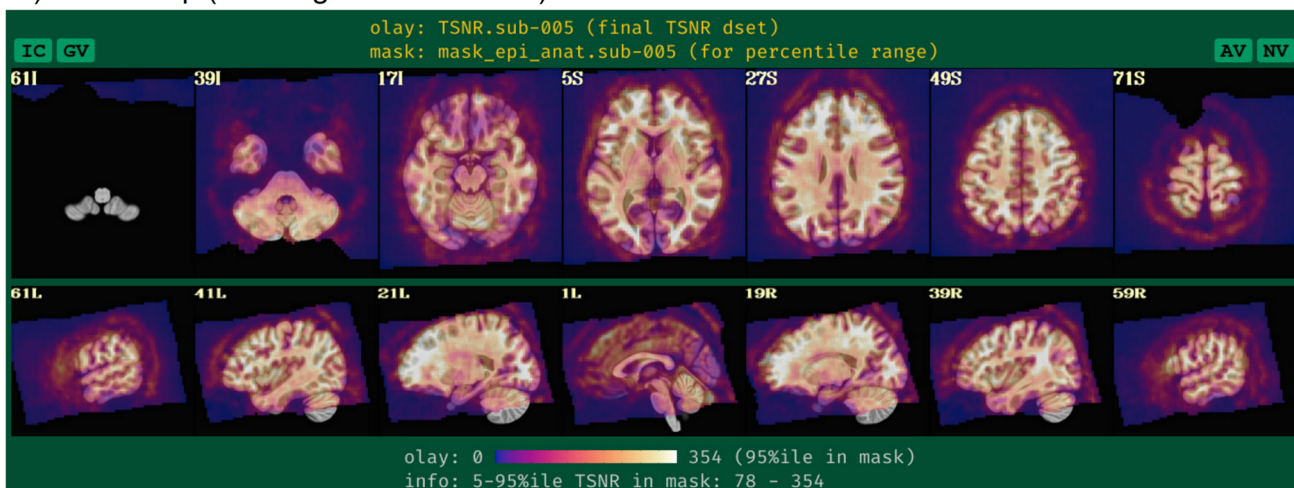 olay: TSNR.sub-005 (final TSNR dset)
mask: mask_epi_anat.sub-005 (for percentile range)
IC GV
AV NV
61I 39I 17I 5S 27S 49S 71S
61L 41L 21L 1L 19R 39R 59R
olay: 0 354 (95%ile in mask)
info: 5-95%ile TSNR in mask: 78 - 354